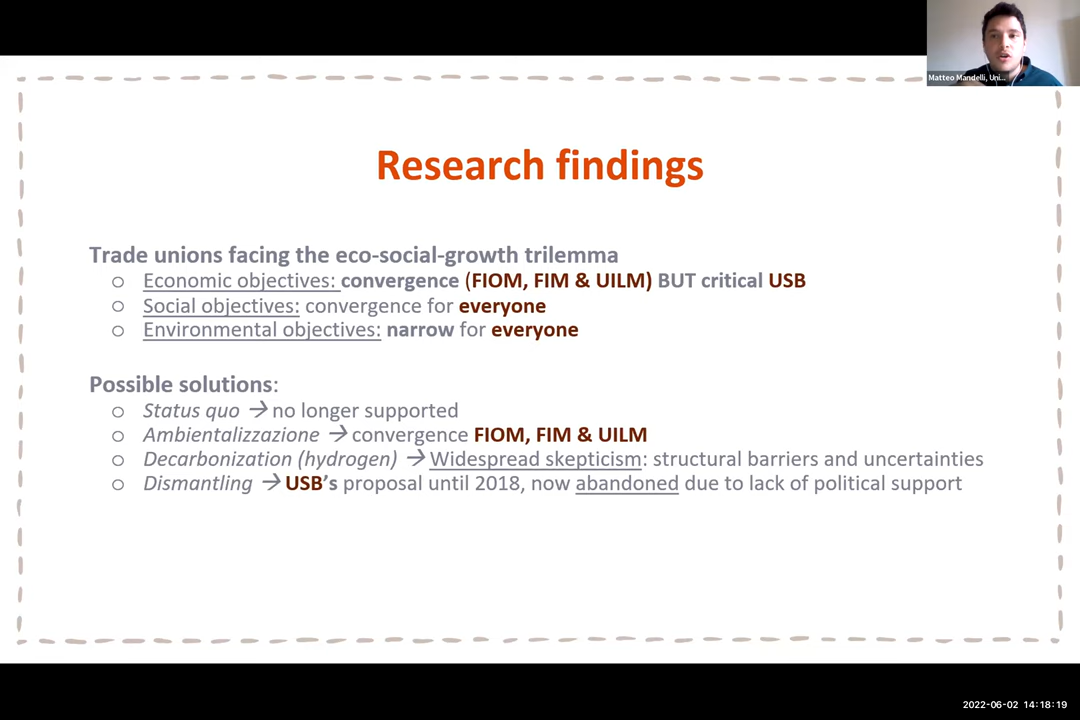 Matteo Mandelli, Uni...
Research findings
Trade unions facing the eco-social-growth trilemma
○ Economic objectives: convergence (FIOM, FIM & UILM) BUT critical USB
○ Social objectives: convergence for everyone
○ Environmental objectives: narrow for everyone
Possible solutions:
○ Status quo → no longer supported
○ Ambientalizzazione → convergence FIOM, FIM & UILM
○ Decarbonization (hydrogen) → Widespread skepticism: structural barriers and uncertainties
○ Dismantling → USB's proposal until 2018, now abandoned due to lack of political support
2022-06-02 14:18:19